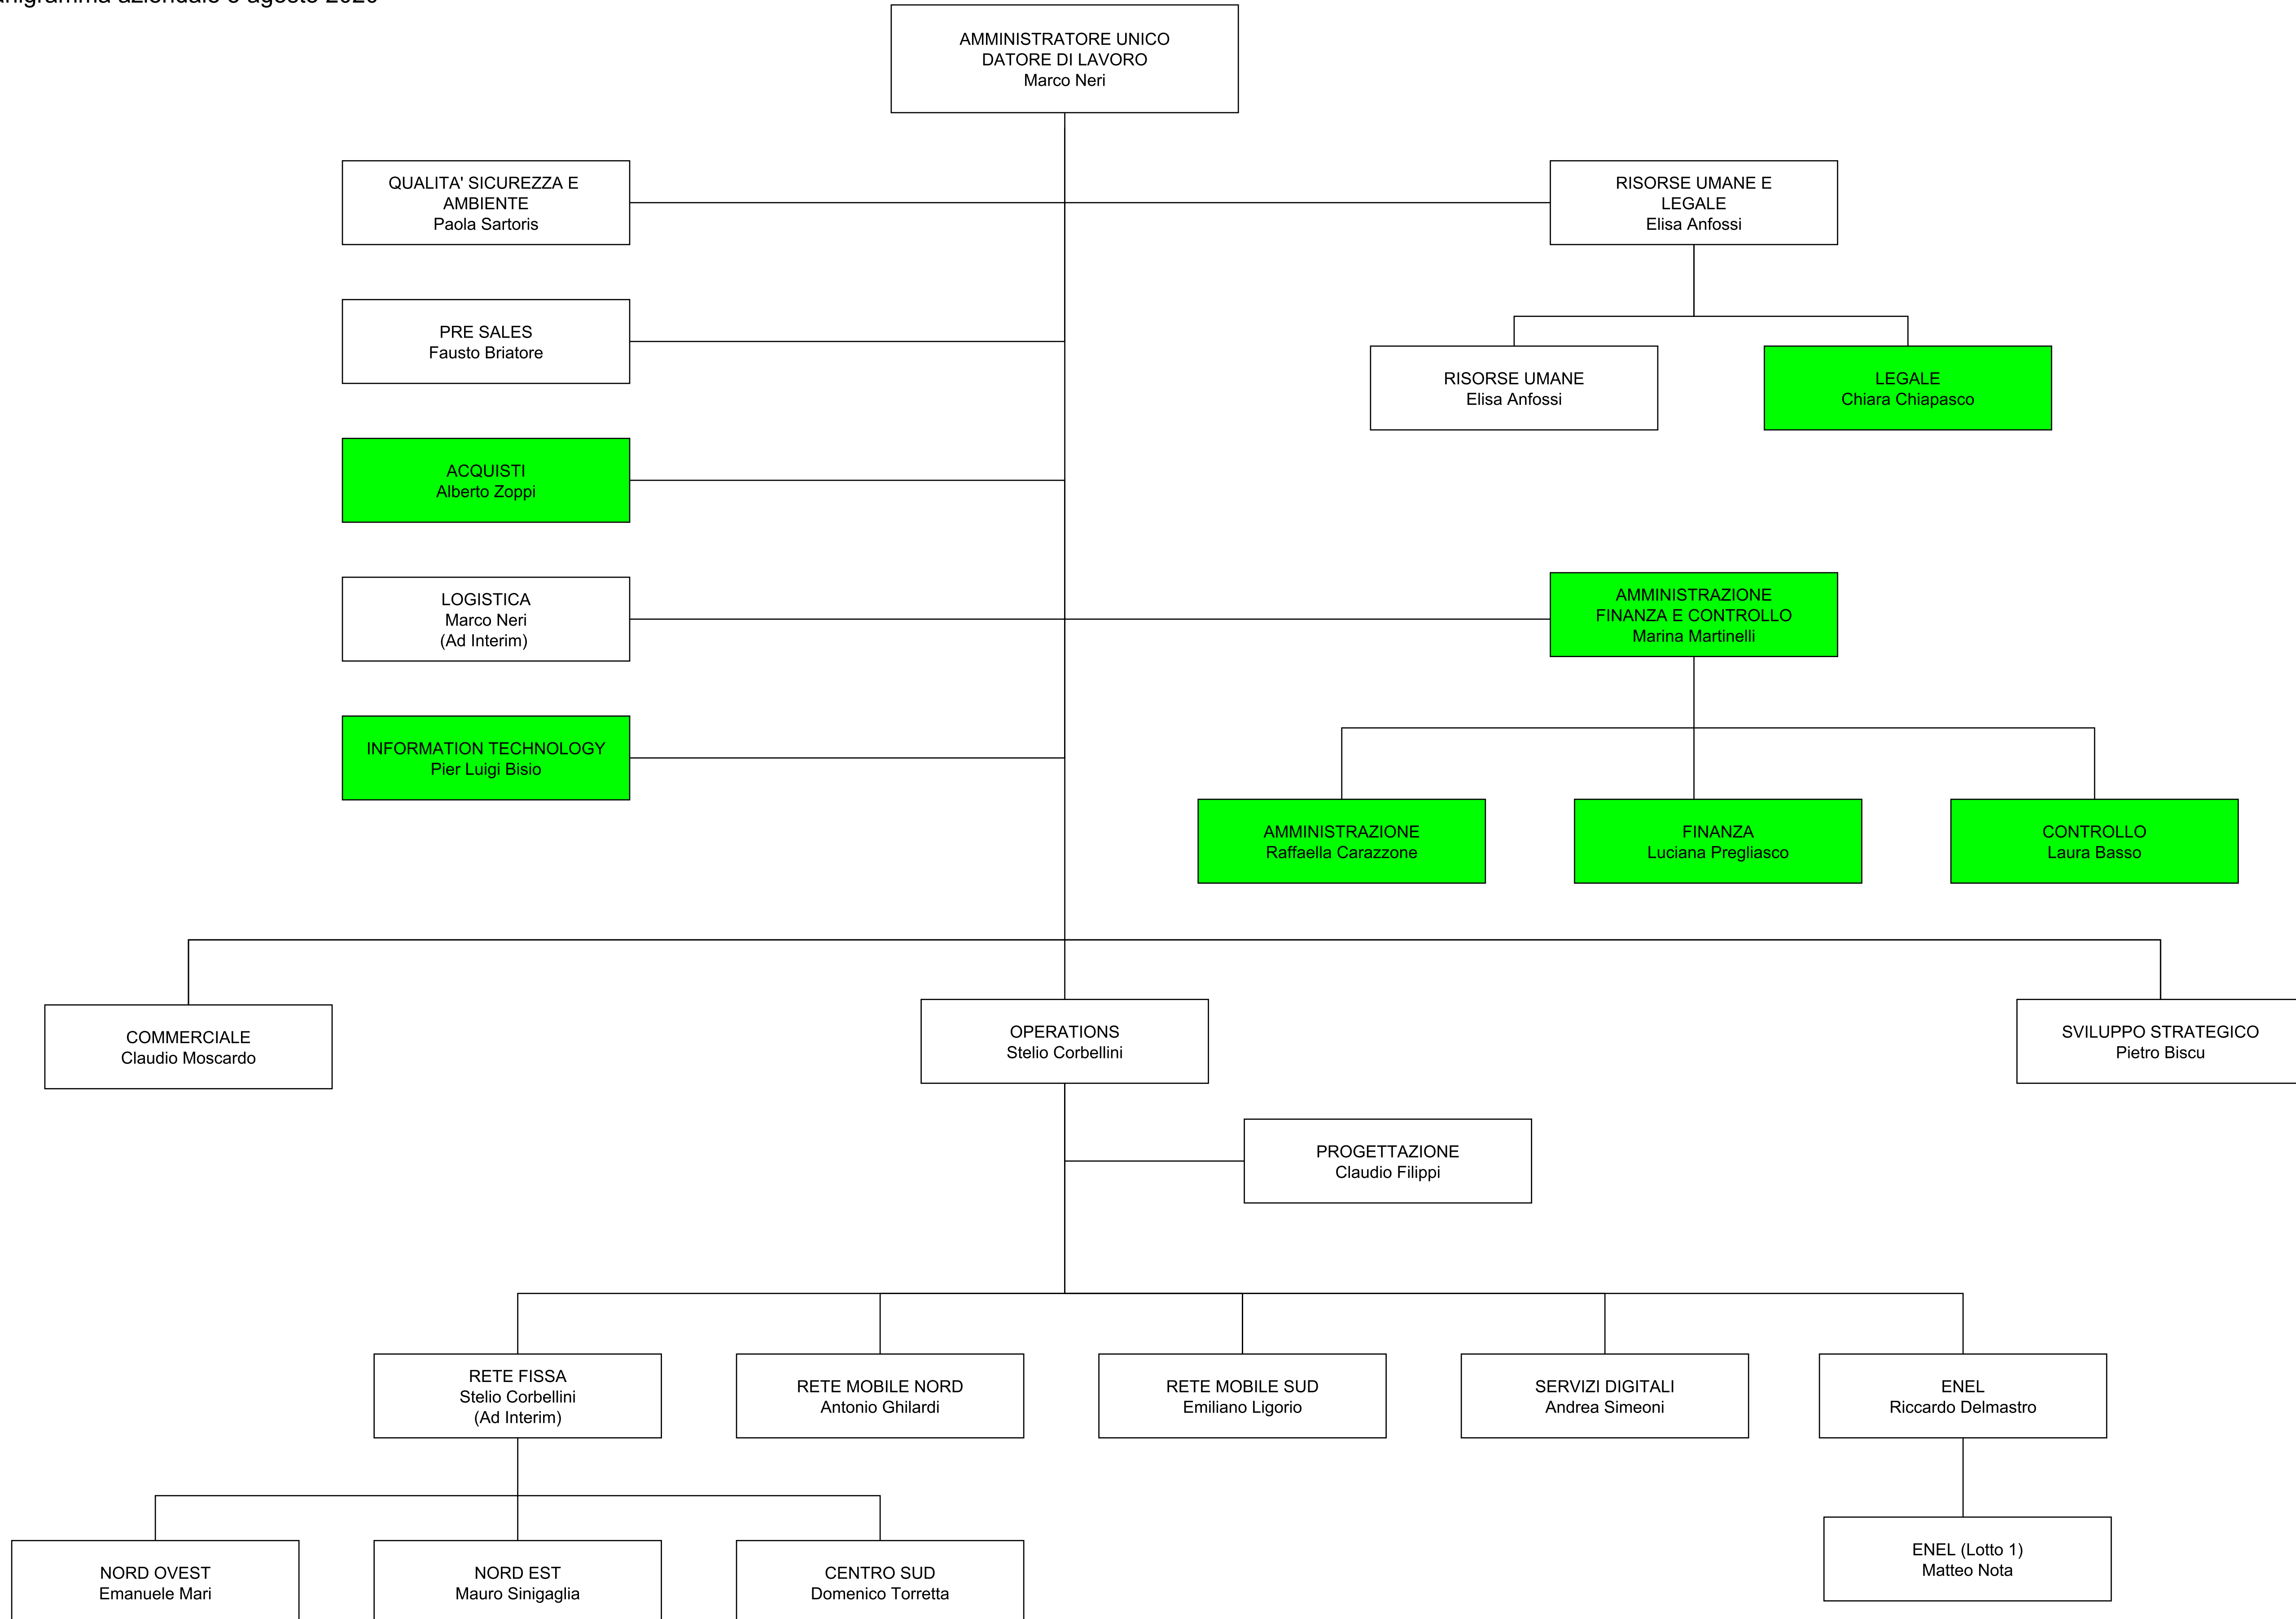 aziendale
AMMINISTRATORE UNICO
DATORE DI LAVORO
Marco Neri
QUALITA' SICUREZZA E
AMBIENTE
Paola Sartoris
RISORSE UMANE E
LEGALE
Elisa Anfossi
PRE SALES
Fausto Briatore
RISORSE UMANE
Elisa Anfossi
LEGALE
Chiara Chiapasco
ACQUISTI
Alberto Zoppi
LOGISTICA
Marco Neri
(Ad Interim)
AMMINISTRAZIONE
FINANZA E CONTROLLO
Marina Martinelli
INFORMATION TECHNOLOGY
Pier Luigi Bisio
AMMINISTRAZIONE
Raffaella Carazzone
FINANZA
Luciana Pregliasco
CONTROLLO
Laura Basso
COMMERCIALE
Claudio Moscardo
OPERATIONS
Stelio Corbellini
SVILUPPO STRATEGICO
Pietro Biscu
PROGETTAZIONE
Claudio Filippi
RETE FISSA
Stelio Corbellini
(Ad Interim)
RETE MOBILE NORD
Antonio Ghilardi
RETE MOBILE SUD
Emiliano Ligorio
SERVIZI DIGITALI
Andrea Simeoni
ENEL
Riccardo Delmastro
NORD OVEST
Emanuele Mari
NORD EST
Mauro Sinigaglia
CENTRO SUD
Domenico Torretta
ENEL (Lotto 1)
Matteo Nota